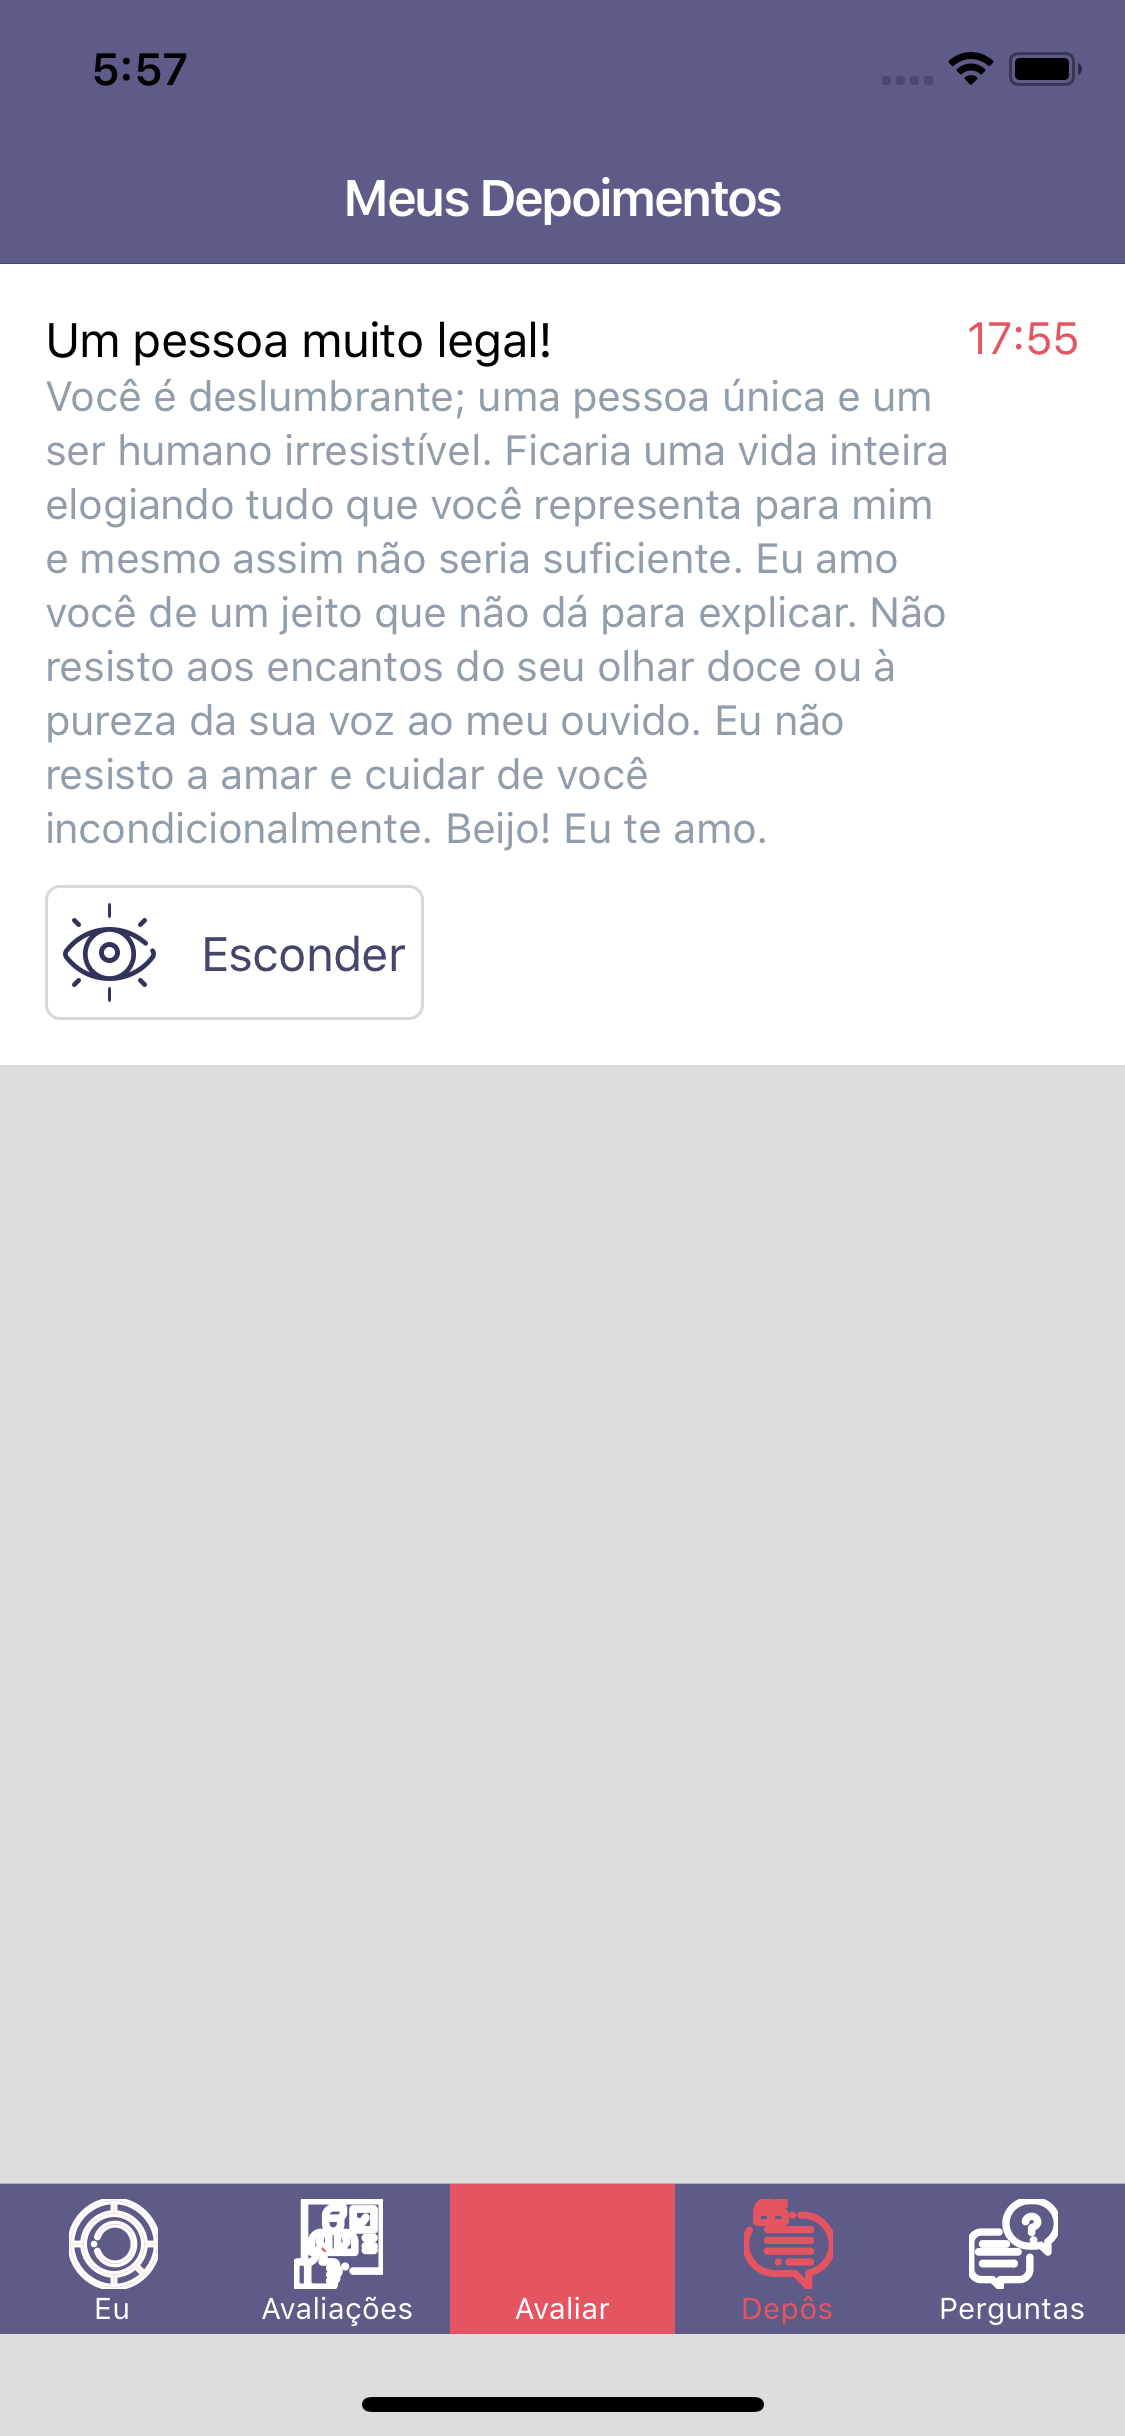 5:57
Meus Depoimentos
Um pessoa muito legal!
17:55
Você é deslumbrante; uma pessoa única e um
ser humano irresistível. Ficaria uma vida inteira
elogiando tudo que você representa para mim
e mesmo assim não seria suficiente. Eu amo
você de um jeito que não dá para explicar. Não
resisto aos encantos do seu olhar doce ou à
pureza da sua voz ao meu ouvido. Eu não
resisto a amar e cuidar de você
incondicionalmente. Beijo! Eu te amo.
Esconder
Eu
Avaliações
Avaliar
Depôs
Perguntas